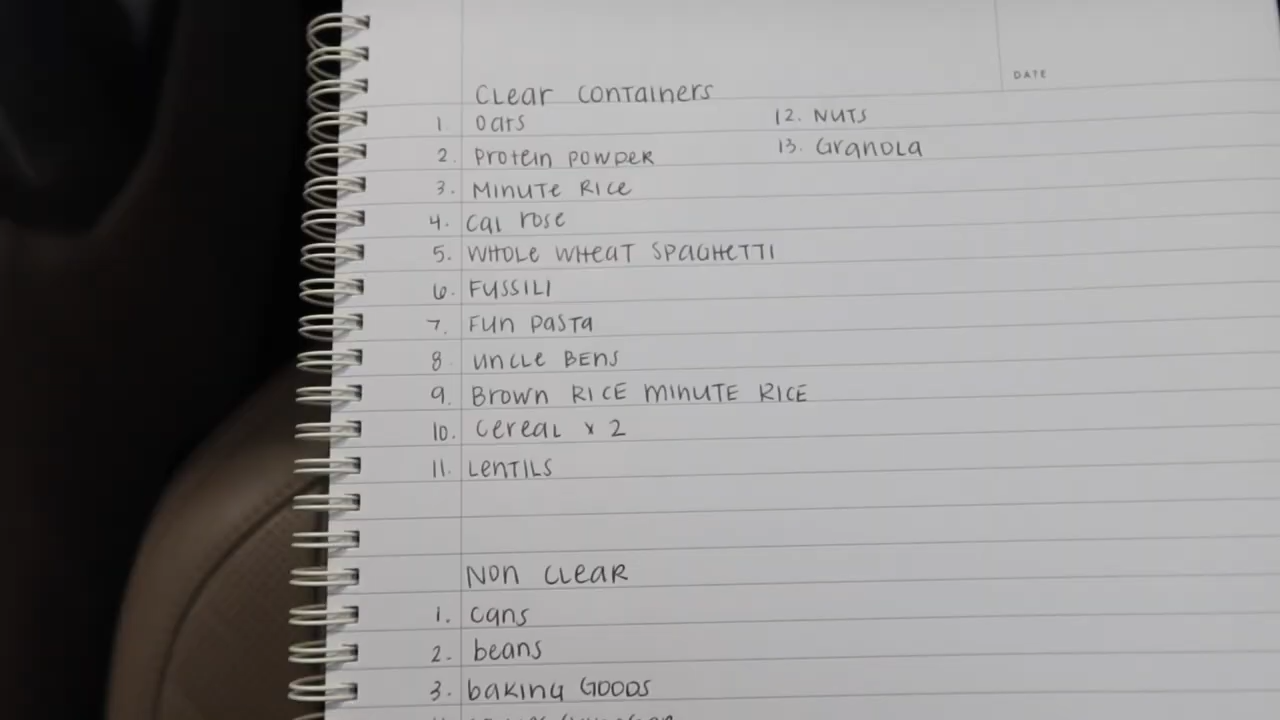 DATE
Clear Containers
1. Oats
2. Protein Powder
3. Minute Rice
4. Cal rose
5. Whole Wheat Spaghetti
6. Fussili
7. Fun Pasta
8. Uncle Bens
9. Brown Rice Minute Rice
10. Cereal x 2
11. Lentils
12. Nuts
13. Granola
Non Clear
1. Cans
2. beans
3. baking Goods